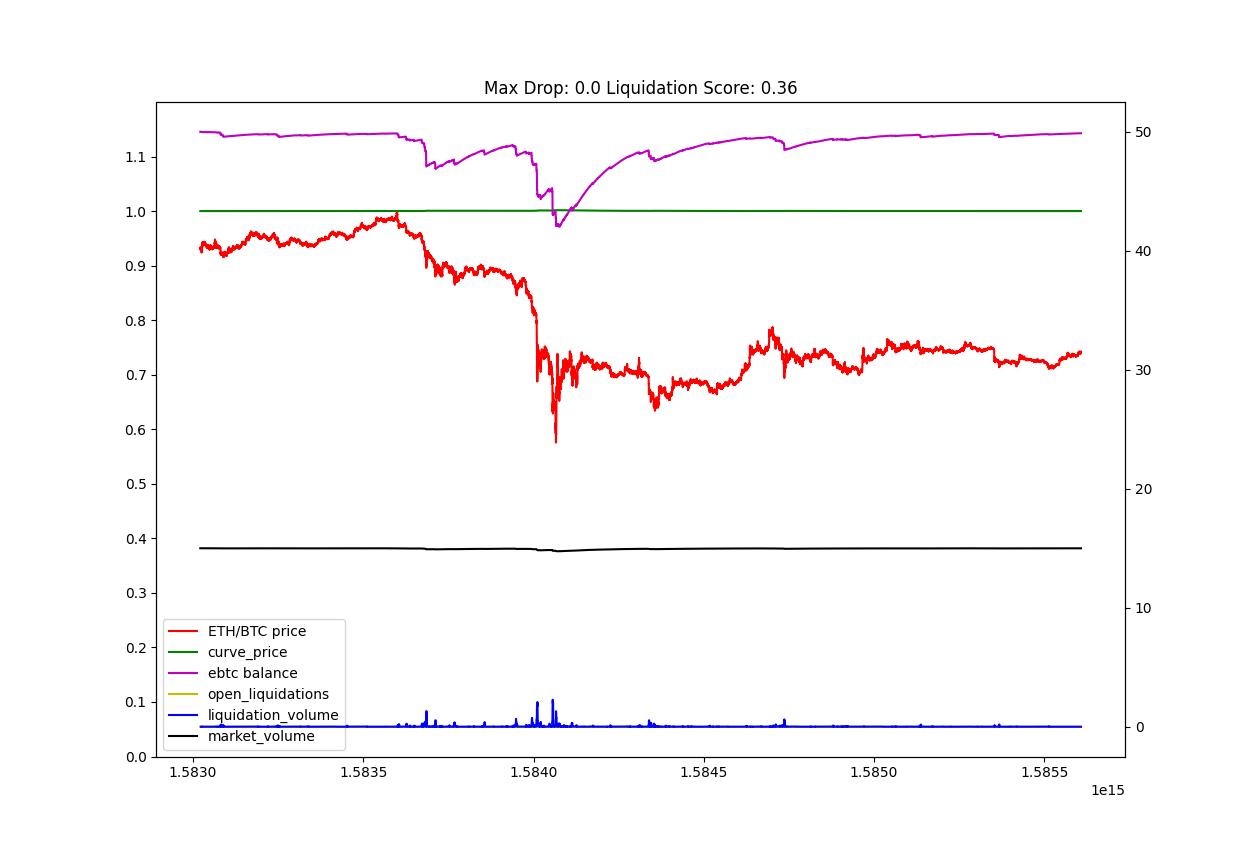 Max Drop: 0.0 Liquidation Score: 0.36
1.1
1.0
0.9
0.8
0.7
0.6
0.5
0.4
0.3
0.2
0.1
0.0
50
40
30
20
10
0
ETH/BTC price
curve_price
ebtc balance
open_liquidations
liquidation_volume
market_volume
1.5830 1.5835 1.5840 1.5845 1.5850 1.5855
1e15